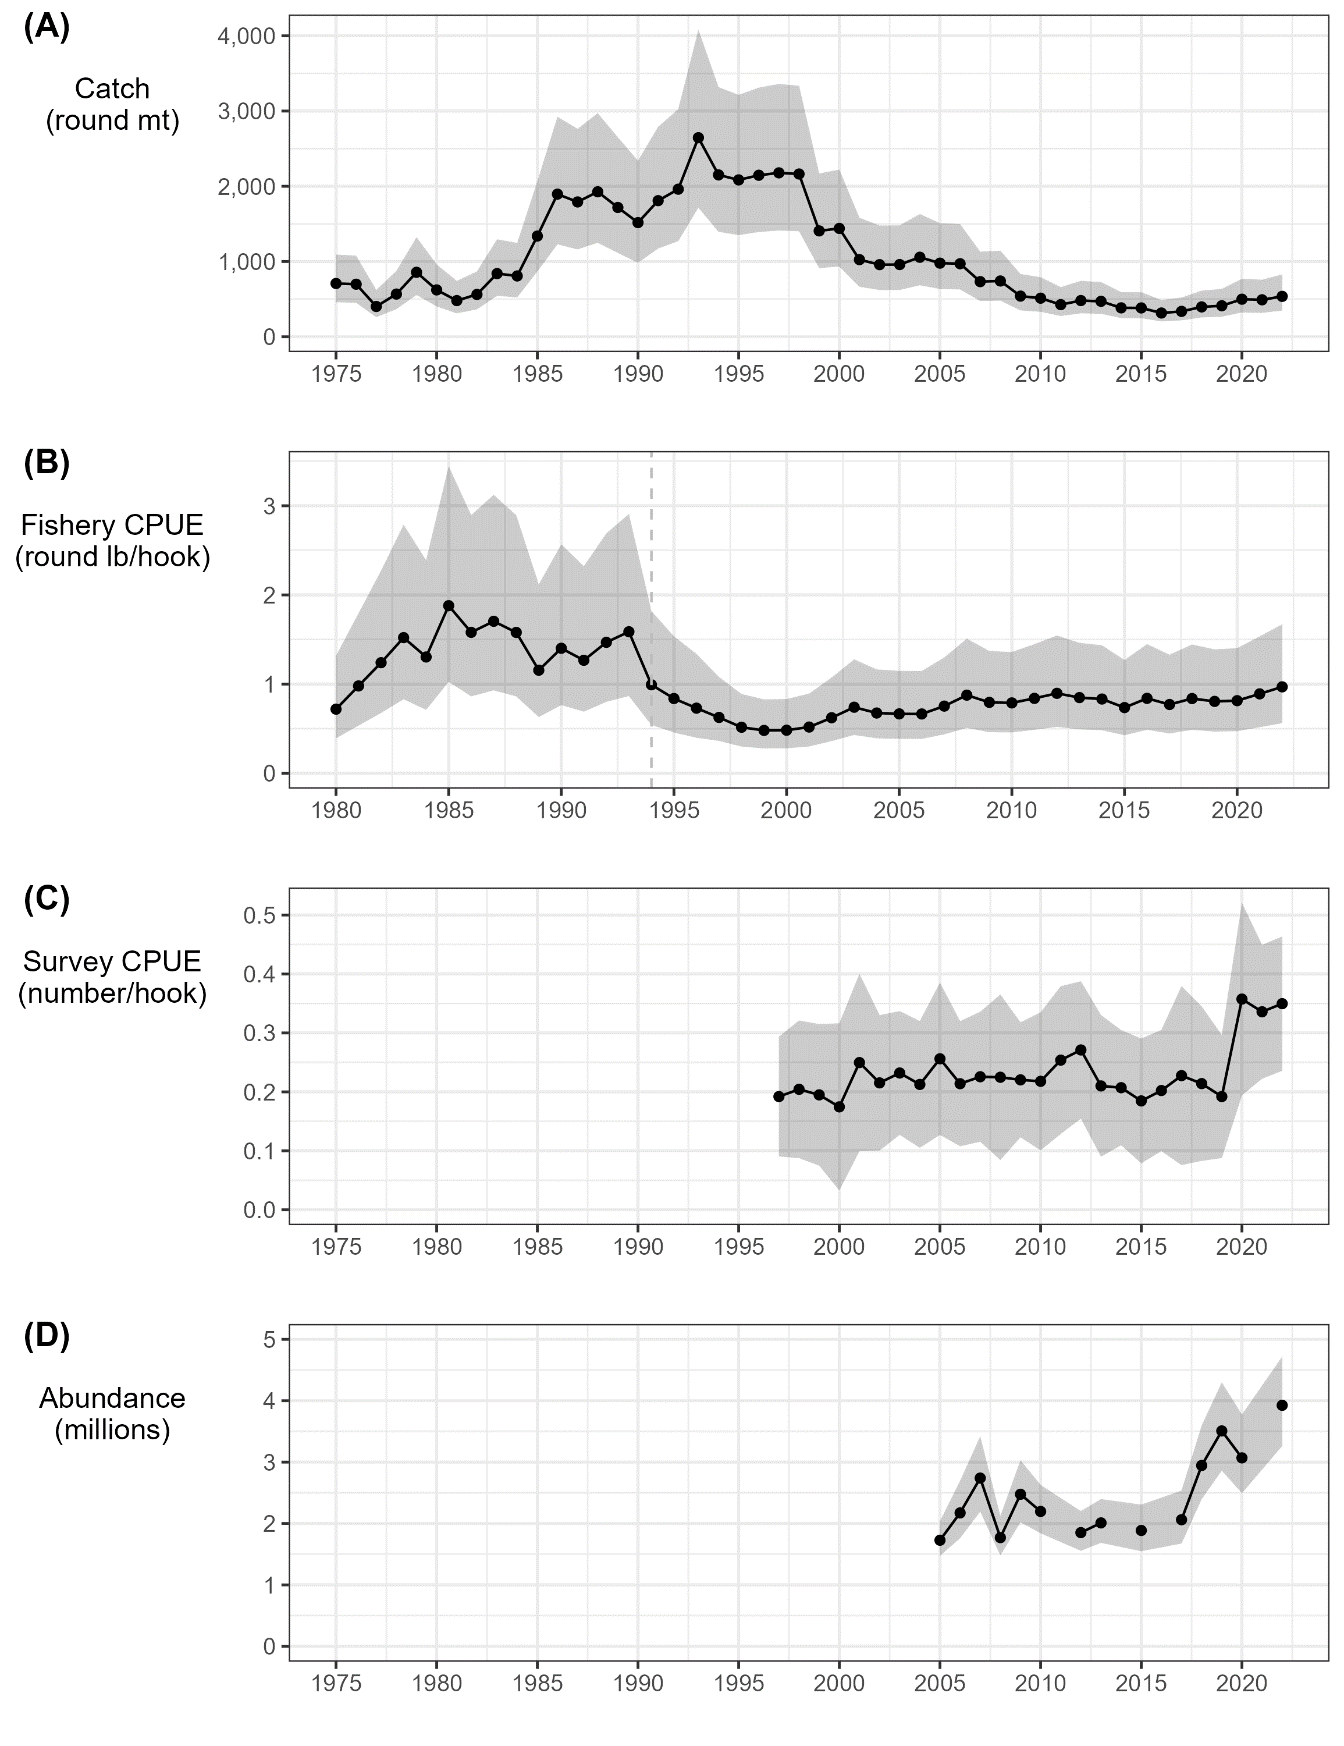 (A)
Catch
(round mt)
4,000
3,000
2,000
1,000
0
1975 1980 1985 1990 1995 2000 2005 2010 2015 2020
(B)
Fishery CPUE
(round lb/hook)
3
2
1
0
1980 1985 1990 1995 2000 2005 2010 2015 2020
(C)
Survey CPUE
(number/hook)
0.5
0.4
0.3
0.2
0.1
0.0
1975 1980 1985 1990 1995 2000 2005 2010 2015 2020
(D)
Abundance
(millions)
5
4
3
2
1
0
1975 1980 1985 1990 1995 2000 2005 2010 2015 2020